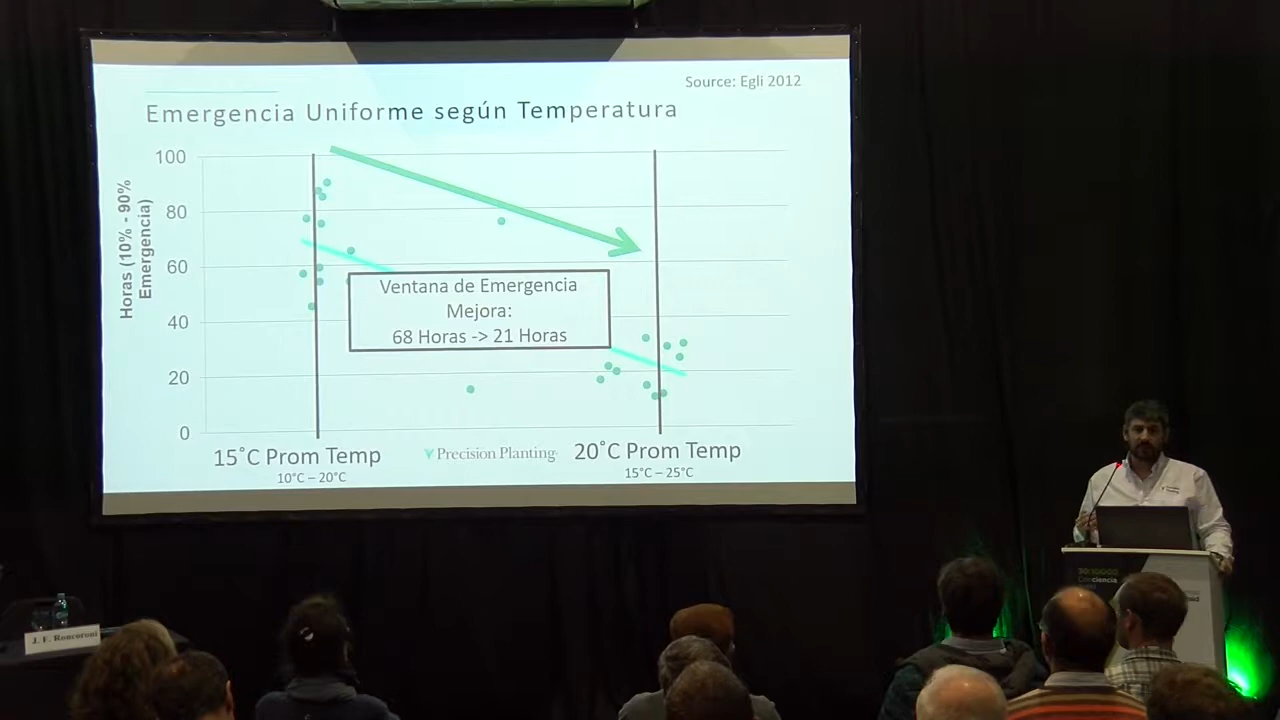 Source: Egli 2012
Emergencia Uniforme según Temperatura
Horas (10% - 90%
Emergencia)
100
80
60
40
20
0
Ventana de Emergencia
Mejora:
68 Horas -> 21 Horas
15°C Prom Temp
10°C – 20°C
Precision Planting
20°C Prom Temp
15°C – 25°C
J. F. Roncoroni
Conciencia